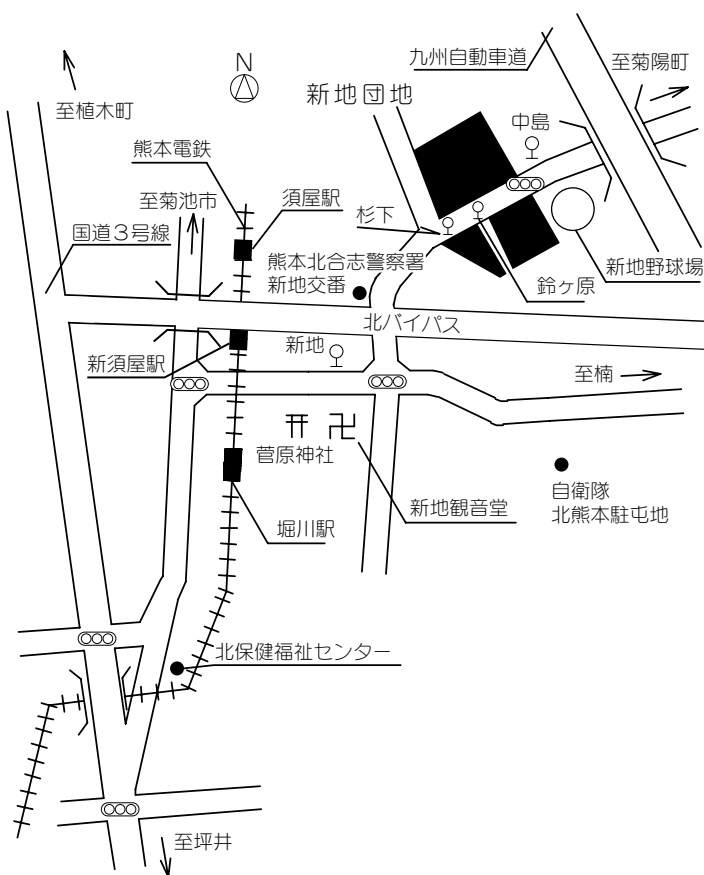 九州自動車道
N
至菊陽町
新地団地
至植木町
中島
熊本電鉄
須屋駅
至菊池市
杉下
国道3号線
熊本北合志警察署
新地交番
新地野球場
鈴ヶ原
北バイパス
新地
新須屋駅
至楠
菅原神社
自衛隊
北熊本駐屯地
新地観音堂
堀川駅
北保健福祉センター
至坪井